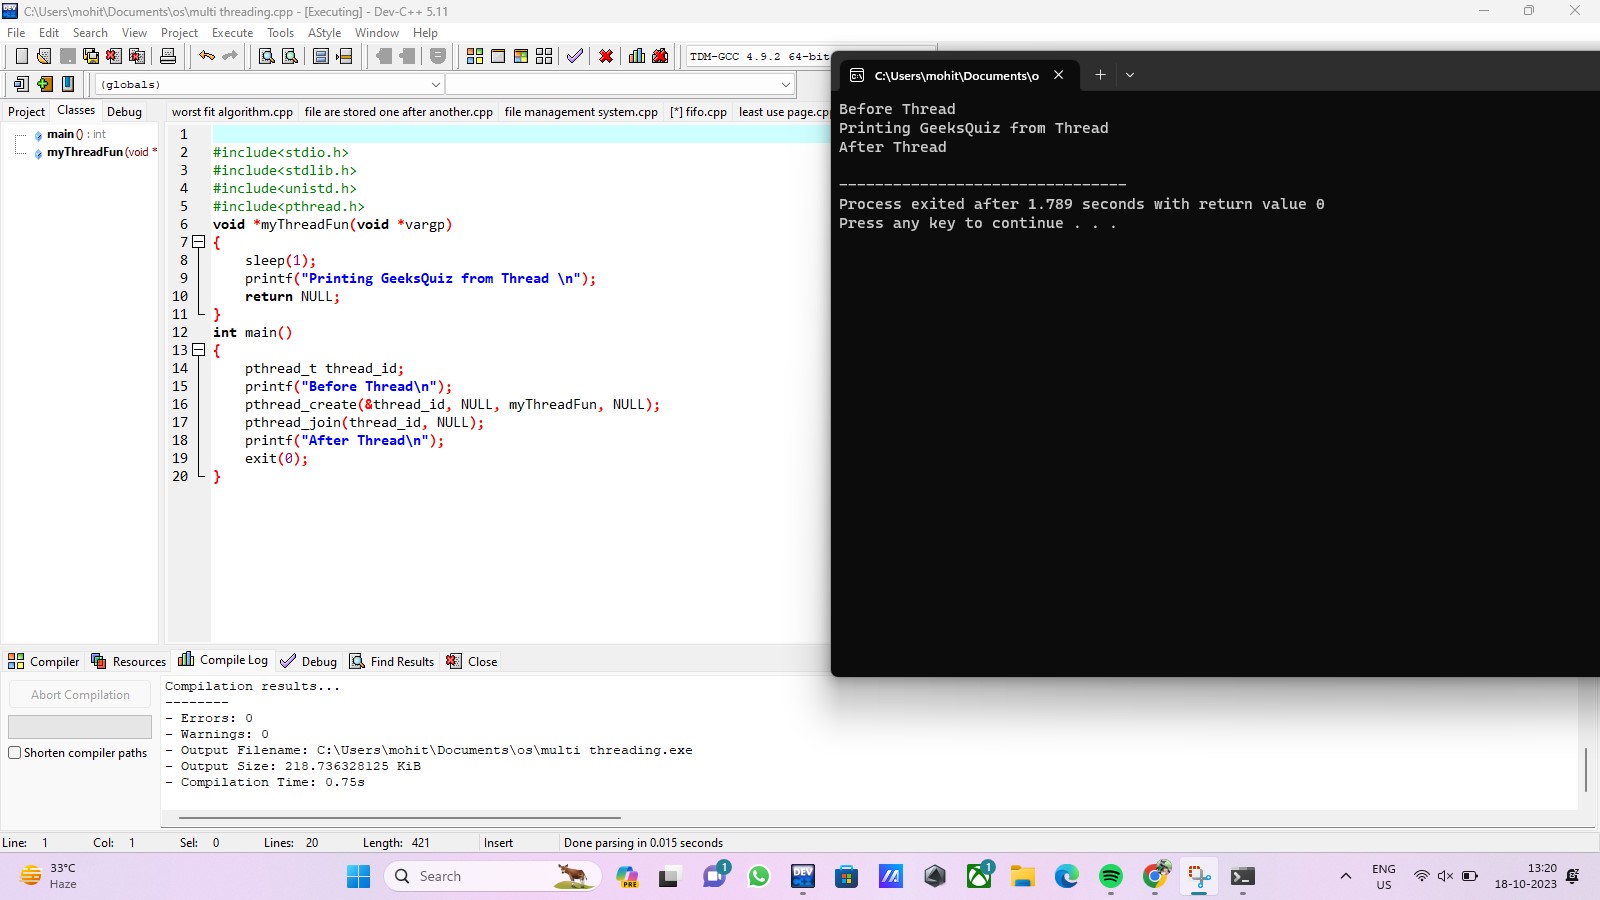 C:\Users\mohit\Documents\os\multi threading.cpp - [Executing] - Dev-C++ 5.11
File Edit Search View Project Execute Tools AStyle Window Help
TDM-GCC 4.9.2 64-bit
(globals)
Project Classes Debug
worst fit algorithm.cpp file are stored one after another.cpp file management system.cpp [*] fifo.cpp least use page.cpp
main () : int
myThreadFun (void *
1
2 #include<stdio.h>
3 #include<stdlib.h>
4 #include<unistd.h>
5 #include<pthread.h>
6 void *myThreadFun(void *vargp)
7 {
8 sleep(1);
9 printf("Printing GeeksQuiz from Thread \n");
10 return NULL;
11 }
12 int main()
13 {
14 pthread_t thread_id;
15 printf("Before Thread\n");
16 pthread_create(&thread_id, NULL, myThreadFun, NULL);
17 pthread_join(thread_id, NULL);
18 printf("After Thread\n");
19 exit(0);
20 }
C:\Users\mohit\Documents\o
Before Thread
Printing GeeksQuiz from Thread
After Thread
--------------------------------
Process exited after 1.789 seconds with return value 0
Press any key to continue . . .
Compiler Resources Compile Log Debug Find Results Close
Abort Compilation
Shorten compiler paths
Compilation results...
--------
- Errors: 0
- Warnings: 0
- Output Filename: C:\Users\mohit\Documents\os\multi threading.exe
- Output Size: 218.736328125 KiB
- Compilation Time: 0.75s
Line: 1 Col: 1 Sel: 0 Lines: 20 Length: 421 Insert Done parsing in 0.015 seconds
33°C
Haze
Search
PRE
1
DEV
1
ENG
US
13:20
18-10-2023